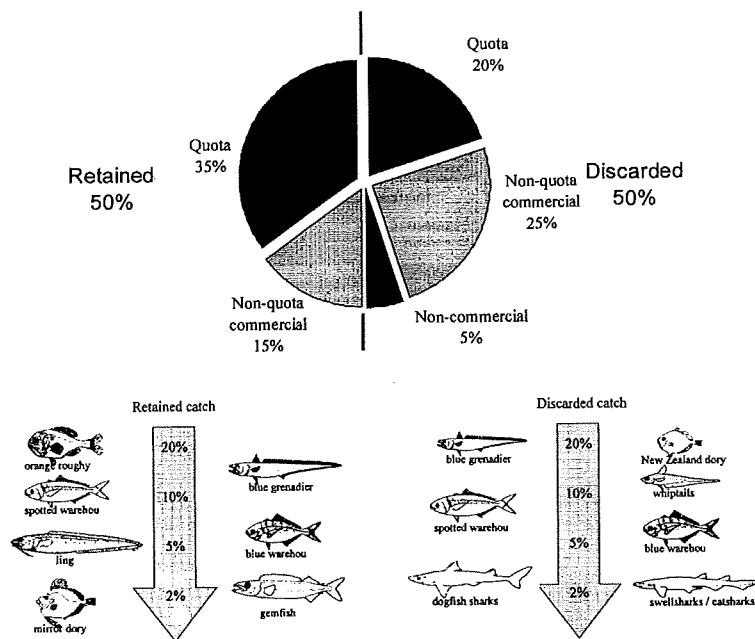 Quota
20%
Quota
35%
Retained
50%
Non-quota
commercial
25%
Discarded
50%
Non-quota
commercial
15%
Non-commercial
5%
Retained catch
20%
10%
5%
2%
orange roughy
blue grenadier
spotted warehou
blue warehou
ling
gemfish
mirror dory
Discarded catch
20%
10%
5%
2%
blue grenadier
New Zealand dory
whiptails
spotted warehou
blue warehou
dogfish sharks
swellsharks / catsharks